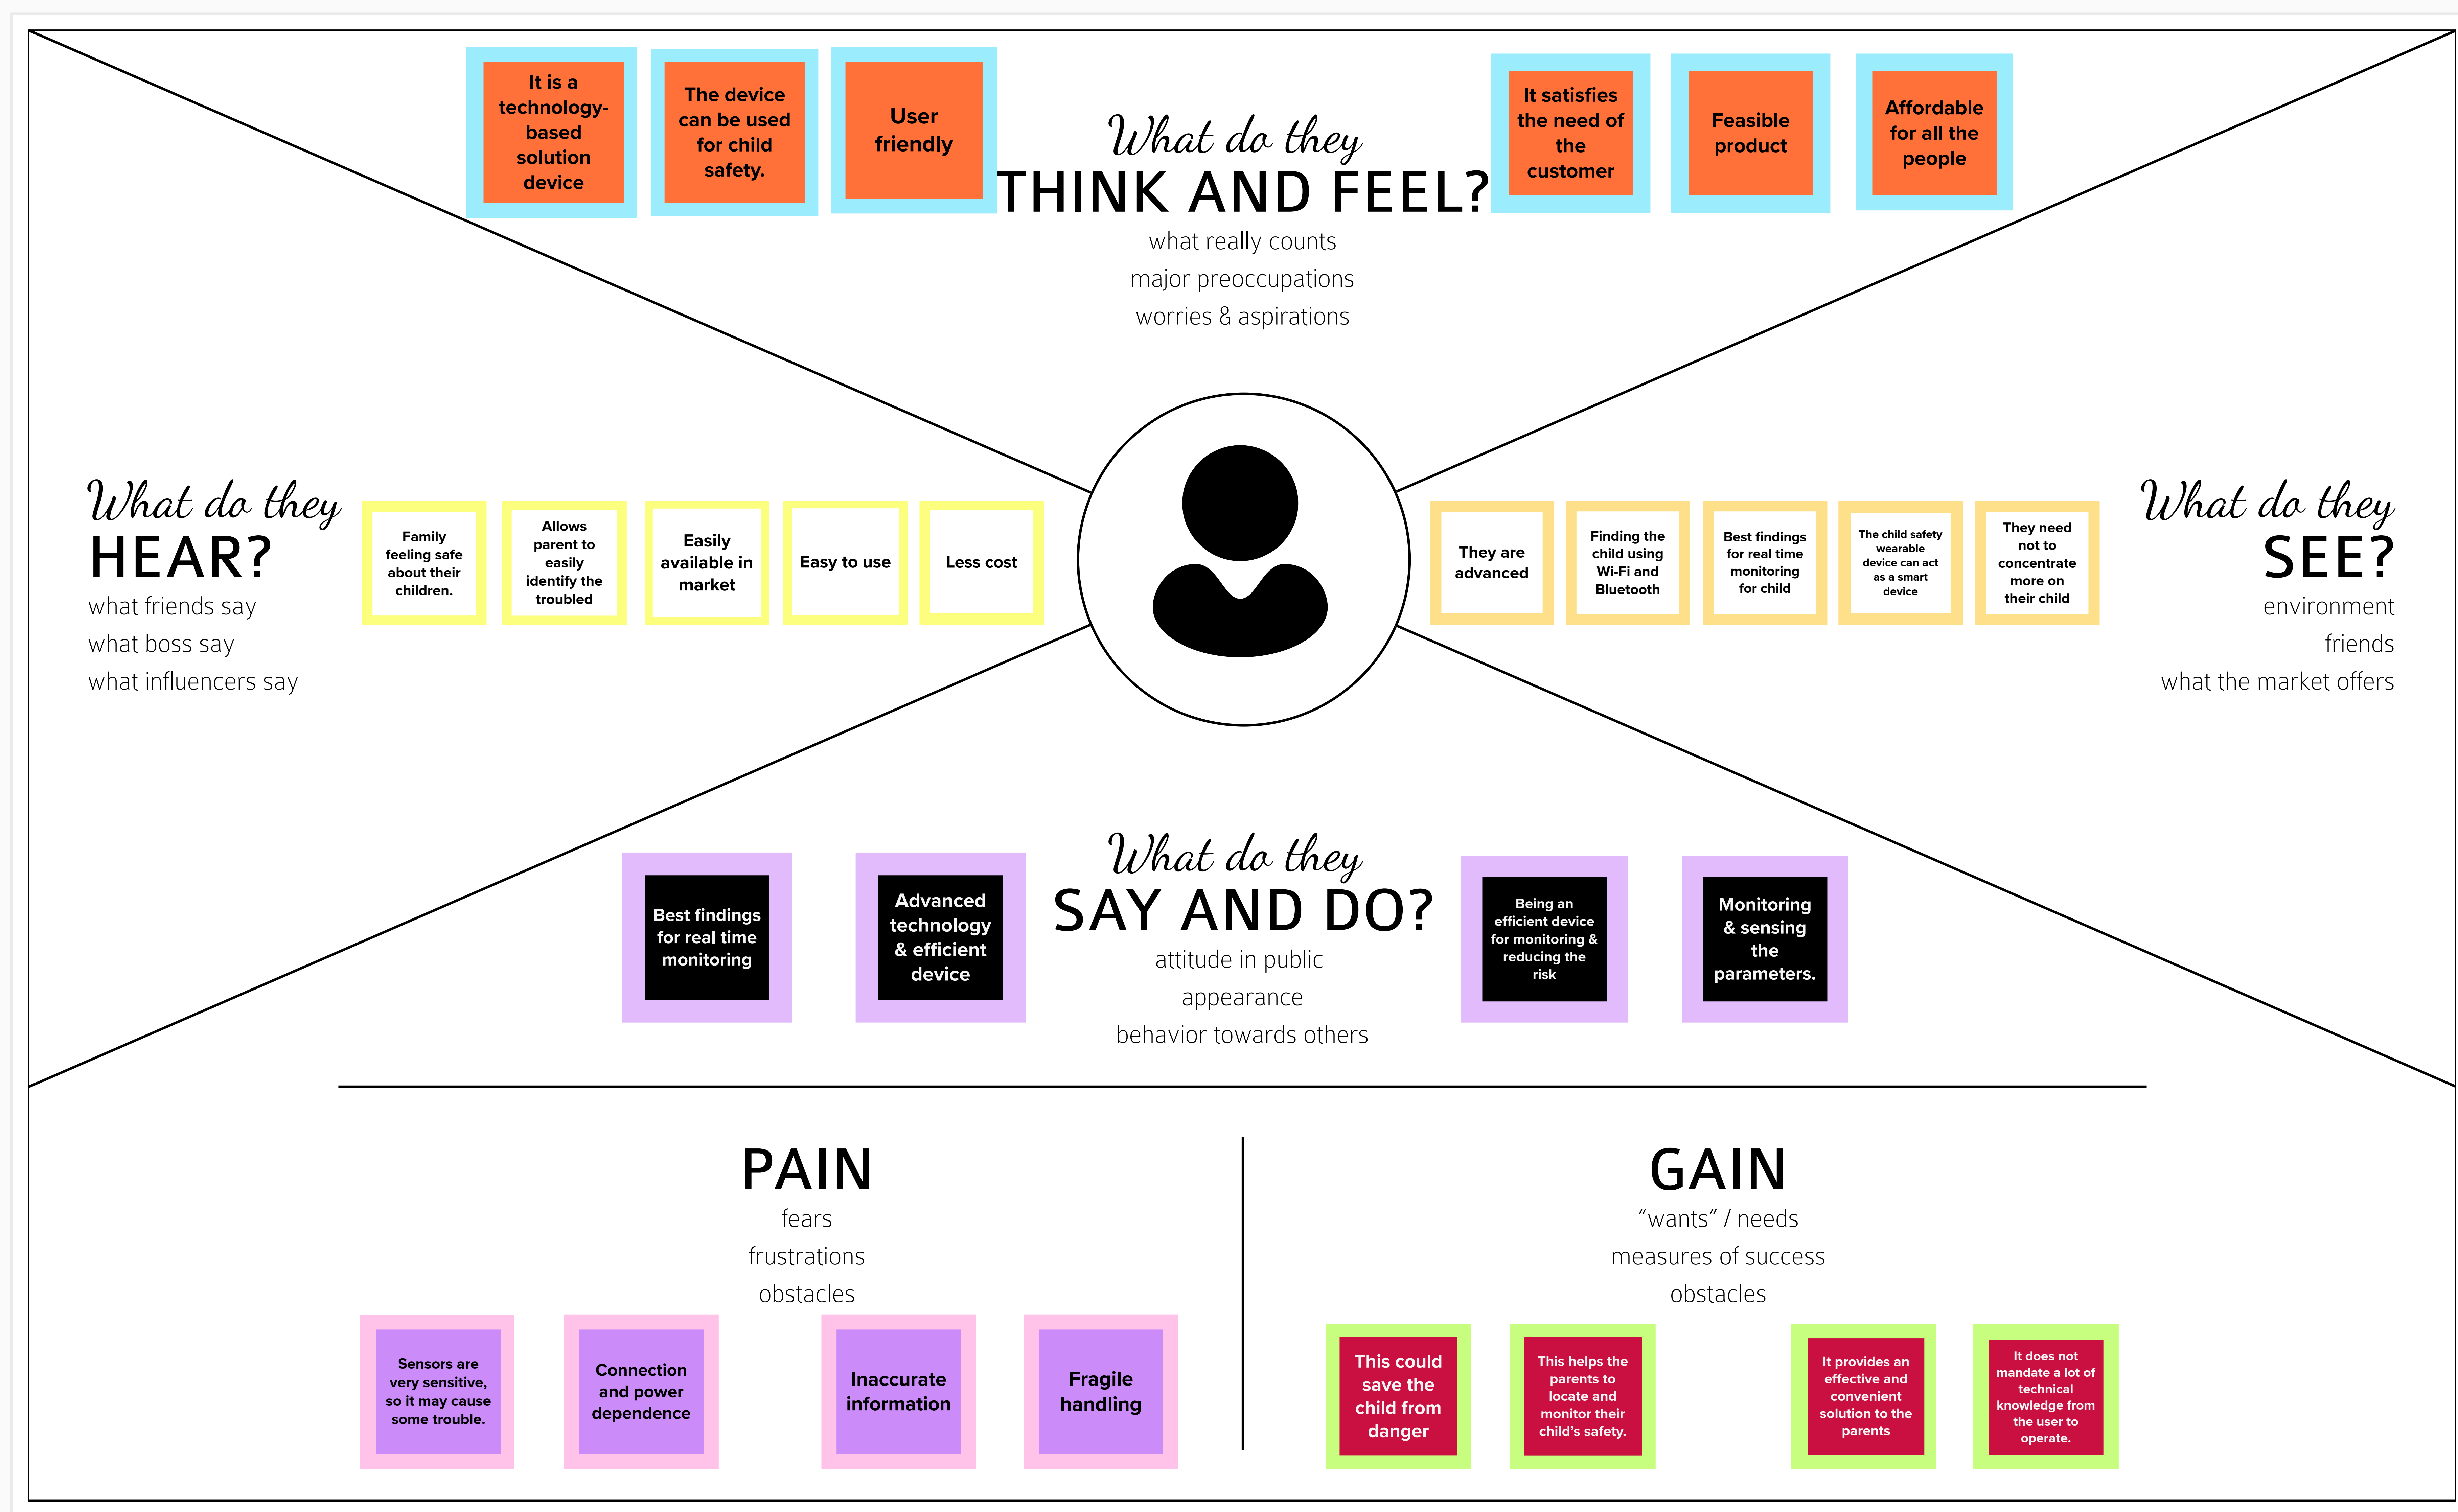 It is a
technology-
based
solution
device
The device
can be used
for child
safety.
User
friendly
What do they
THINK AND FEEL?
what really counts
major preoccupations
worries & aspirations
It satisfies
the need of
the
customer
Feasible
product
Affordable
for all the
people
What do they
HEAR?
what friends say
what boss say
what influencers say
Family
feeling safe
about their
children.
Allows
parent to
easily
identify the
troubled
Easily
available in
market
Easy to use
Less cost
They are
advanced
Finding the
child using
Wi-Fi and
Bluetooth
Best findings
for real time
monitoring
for child
The child safety
wearable
device can act
as a smart
device
They need
not to
concentrate
more on
their child
What do they
SEE?
environment
friends
what the market offers
Best findings
for real time
monitoring
Advanced
technology
& efficient
device
What do they
SAY AND DO?
attitude in public
appearance
behavior towards others
Being an
efficient device
for monitoring &
reducing the
risk
Monitoring
& sensing
the
parameters.
PAIN
fears
frustrations
obstacles
Sensors are
very sensitive,
so it may cause
some trouble.
Connection
and power
dependence
Inaccurate
information
Fragile
handling
GAIN
“wants” / needs
measures of success
obstacles
This could
save the
child from
danger
This helps the
parents to
locate and
monitor their
child’s safety.
It provides an
effective and
convenient
solution to the
parents
It does not
mandate a lot of
technical
knowledge from
the user to
operate.